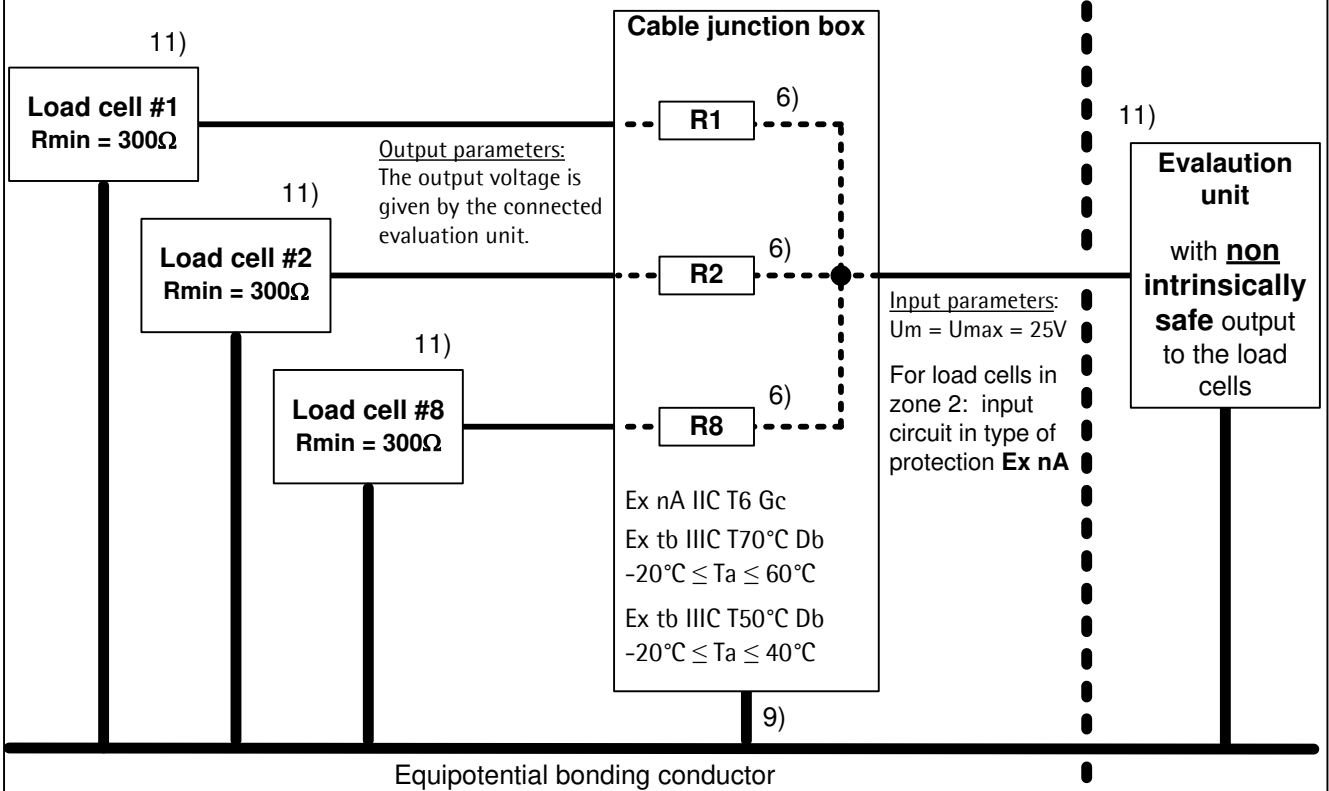 Cable junction box
11)
Load cell #1
Rmin = 300Ω
R1
6)
Output parameters:
The output voltage is
given by the connected
evaluation unit.
11)
Load cell #2
Rmin = 300Ω
R2
6)
11)
Load cell #8
Rmin = 300Ω
R8
6)
Ex nA IIC T6 Gc
Ex tb IIIC T70°C Db
-20°C ≤ Ta ≤ 60°C
Ex tb IIIC T50°C Db
-20°C ≤ Ta ≤ 40°C
9)
Input parameters:
Um = Umax = 25V
For load cells in
zone 2: input
circuit in type of
protection Ex nA
11)
Evalaution
unit
with non
intrinsically
safe output
to the load
cells
Equipotential bonding conductor